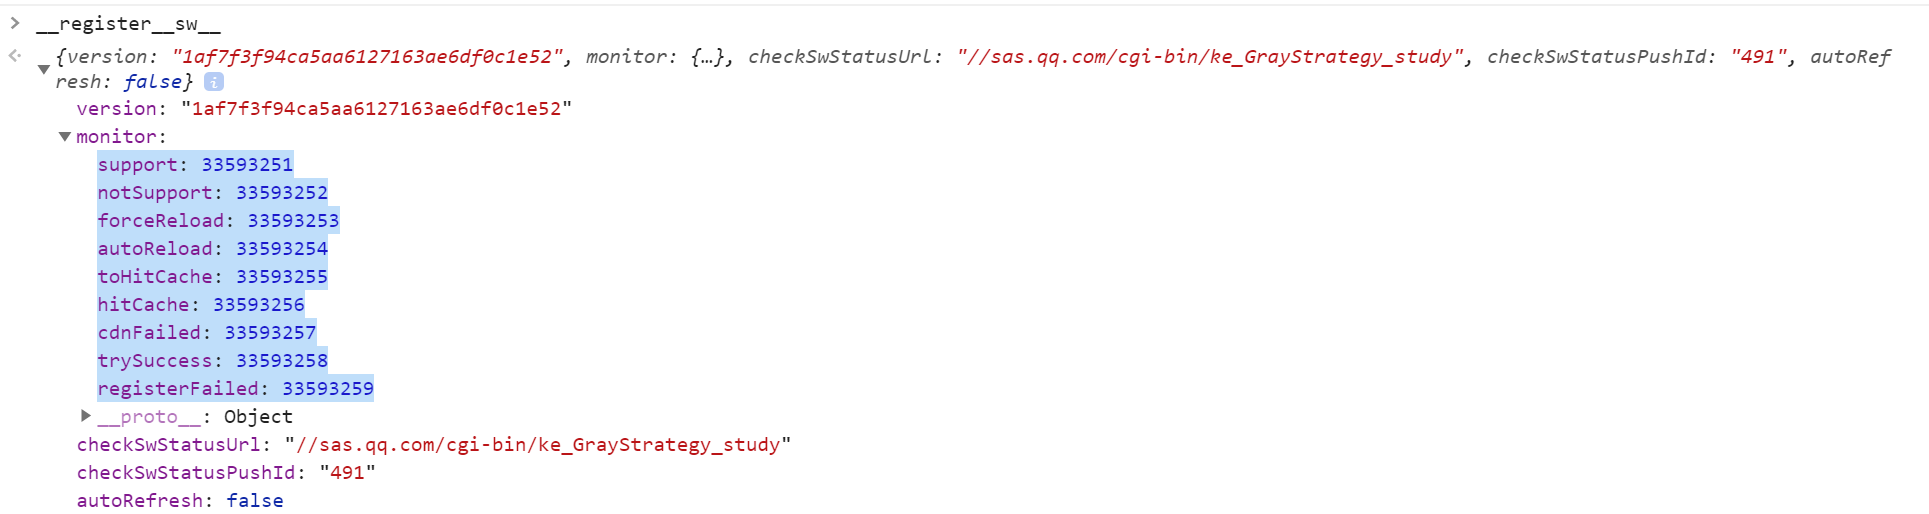 __register__sw__
{version: "1af7f3f94ca5aa6127163ae6df0c1e52", monitor: {…}, checkSwStatusUrl: "//sas.qq.com/cgi-bin/ke_GrayStrategy_study", checkSwStatusPushId: "491", autoRef
resh: false} i
version: "1af7f3f94ca5aa6127163ae6df0c1e52"
monitor:
support: 33593251
notSupport: 33593252
forceReload: 33593253
autoReload: 33593254
toHitCache: 33593255
hitCache: 33593256
cdnFailed: 33593257
trySuccess: 33593258
registerFailed: 33593259
__proto__: Object
checkSwStatusUrl: "//sas.qq.com/cgi-bin/ke_GrayStrategy_study"
checkSwStatusPushId: "491"
autoRefresh: false